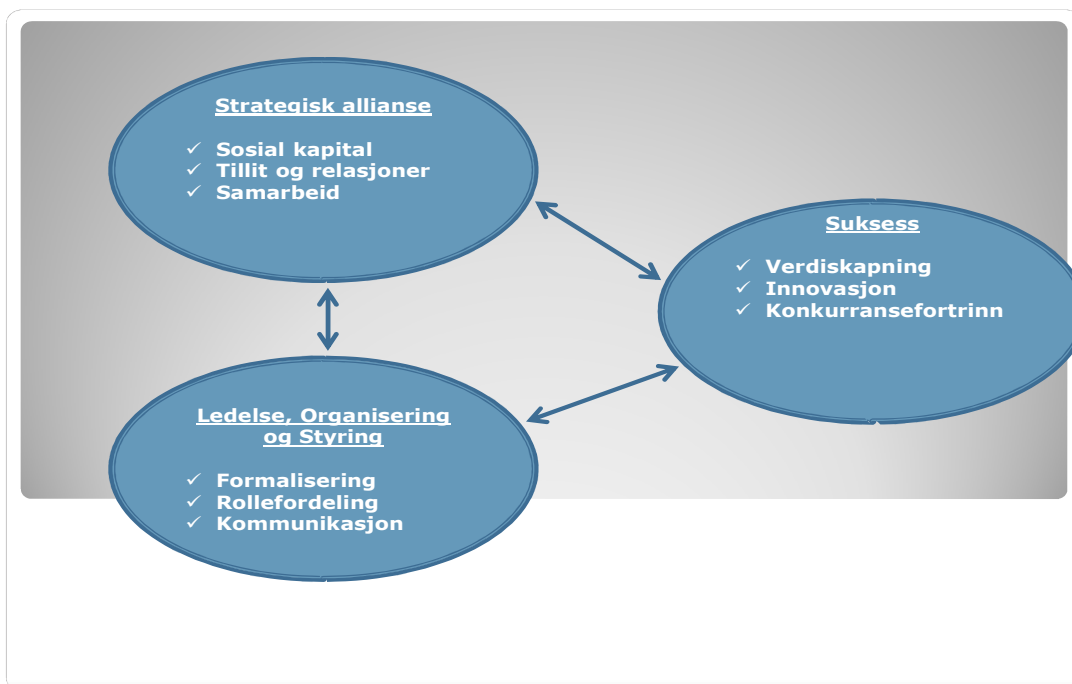 Strategisk allianse
✓ Sosial kapital
✓ Tillit og relasjoner
✓ Samarbeid
Suksess
✓ Verdiskapning
✓ Innovasjon
✓ Konkurransefortrinn
Ledelse, Organisering
og Styring
✓ Formalisering
✓ Rollefordeling
✓ Kommunikasjon